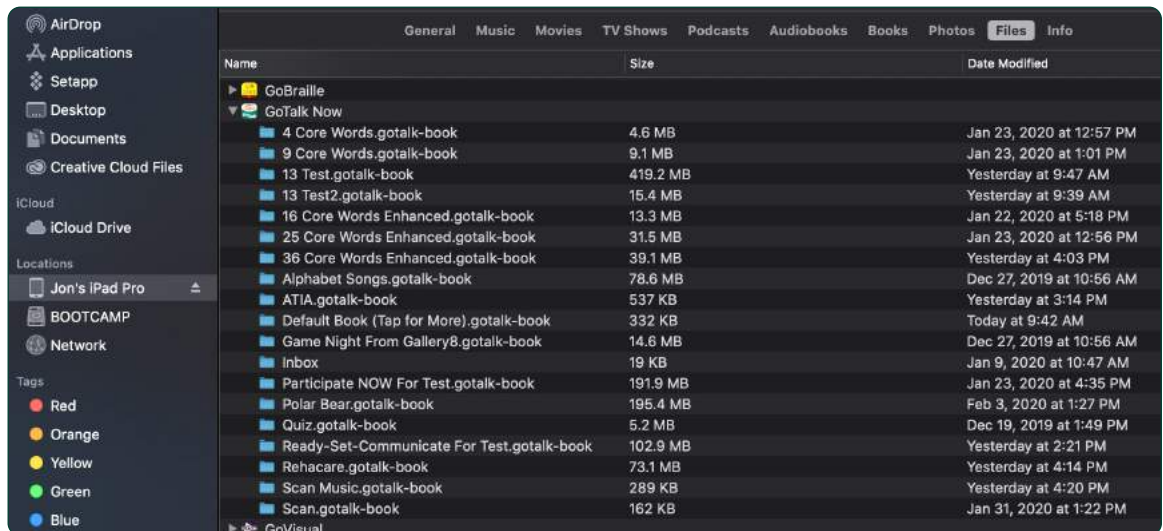 AirDrop
Applications
Setapp
Desktop
Documents
Creative Cloud Files
iCloud
iCloud Drive
Locations
Jon's iPad Pro
BOOTCAMP
Network
Tags
Red
Orange
Yellow
Green
Blue
General Music Movies TV Shows Podcasts Audiobooks Books Photos Files Info
Name Size Date Modified
GoBraille
GoTalk Now
4 Core Words.gotalk-book 4.6 MB Jan 23, 2020 at 12:57 PM
9 Core Words.gotalk-book 9.1 MB Jan 23, 2020 at 1:01 PM
13 Test.gotalk-book 419.2 MB Yesterday at 9:47 AM
13 Test2.gotalk-book 15.4 MB Yesterday at 9:39 AM
16 Core Words Enhanced.gotalk-book 13.3 MB Jan 22, 2020 at 5:18 PM
25 Core Words Enhanced.gotalk-book 31.5 MB Jan 23, 2020 at 12:56 PM
36 Core Words Enhanced.gotalk-book 39.1 MB Yesterday at 4:03 PM
Alphabet Songs.gotalk-book 78.6 MB Dec 27, 2019 at 10:56 AM
ATIA.gotalk-book 537 KB Yesterday at 3:14 PM
Default Book (Tap for More).gotalk-book 332 KB Today at 9:42 AM
Game Night From Gallery8.gotalk-book 14.6 MB Dec 27, 2019 at 10:56 AM
Inbox 19 KB Jan 9, 2020 at 10:47 AM
Participate NOW For Test.gotalk-book 191.9 MB Jan 23, 2020 at 4:35 PM
Polar Bear.gotalk-book 195.4 MB Feb 3, 2020 at 1:27 PM
Quiz.gotalk-book 5.2 MB Dec 19, 2019 at 1:49 PM
Ready-Set-Communicate For Test.gotalk-book 102.9 MB Yesterday at 2:21 PM
Rehacare.gotalk-book 73.1 MB Yesterday at 4:14 PM
Scan Music.gotalk-book 289 KB Yesterday at 4:20 PM
Scan.gotalk-book 162 KB Jan 31, 2020 at 1:22 PM
GoVisual